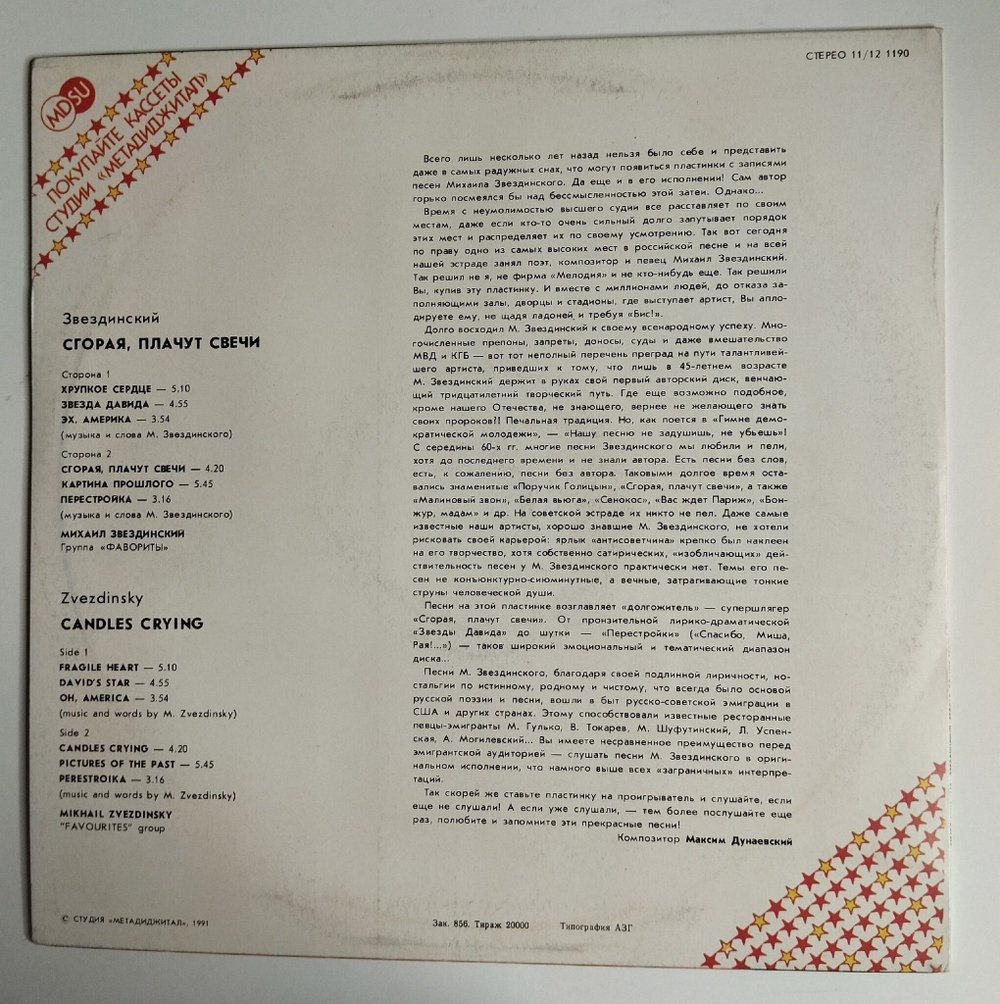 СТЕРЕО 11/12 1190
MDSU
ПОКУПАЙТЕ КАССЕТЫ
СТУДИИ «МЕТАДИДЖИТАЛ»
Звездинский
СГОРАЯ, ПЛАЧУТ СВЕЧИ
Сторона 1
ХРУПКОЕ СЕРДЦЕ — 5.10
ЗВЕЗДА ДАВИДА — 4.55
ЭХ, АМЕРИКА — 3.54
(музыка и слова М. Звездинского)
Сторона 2
СГОРАЯ, ПЛАЧУТ СВЕЧИ — 4.20
КАРТИНА ПРОШЛОГО — 5.45
ПЕРЕСТРОЙКА — 3.16
(музыка и слова М. Звездинского)
МИХАИЛ ЗВЕЗДИНСКИЙ
Группа «ФАВОРИТЫ»
Zvezdinsky
CANDLES CRYING
Side 1
FRAGILE HEART — 5.10
DAVID'S STAR — 4.55
OH, AMERICA — 3.54
(music and words by M. Zvezdinsky)
Side 2
CANDLES CRYING — 4.20
PICTURES OF THE PAST — 5.45
PERESTROIKA — 3.16
(music and words by M. Zvezdinsky)
MIKHAIL ZVEZDINSKY
"FAVOURITES" group
Всего лишь несколько лет назад нельзя было себе и представить
даже в самых радужных снах, что могут появиться пластинки с записями
песен Михаила Звездинского. Да еще и в его исполнении! Сам автор
горько посмеялся бы над бессмысленностью этой затеи. Однако...
Время с неумолимостью высшего судии все расставляет по своим
местам, даже если кто-то очень сильный долго запутывает порядок
этих мест и распределяет их по своему усмотрению. Так вот сегодня
по праву одно из самых высоких мест в российской песне и на всей
нашей эстраде занял поэт, композитор и певец Михаил Звездинский.
Так решил не я, не фирма «Мелодия» и не кто-нибудь еще. Так решили
Вы, купив эту пластинку. И вместе с миллионами людей, до отказа за-
полняющими залы, дворцы и стадионы, где выступает артист, Вы апло-
дируете ему, не щадя ладоней и требуя «Бис!».
Долго восходил М. Звездинский к своему всенародному успеху. Мно-
гочисленные препоны, запреты, доносы, суды и даже вмешательство
МВД и КГБ — вот тот неполный перечень преград на пути талантливей-
шего артиста, приведших к тому, что лишь в 45-летнем возрасте
М. Звездинский держит в руках свой первый авторский диск, венчаю-
щий тридцатилетний творческий путь. Где еще возможно подобное,
кроме нашего Отечества, не знающего, вернее не желающего знать
своих пророков?! Печальная традиция. Но, как поется в «Гимне демо-
кратической молодежи», — «Нашу песню не задушишь, не убьешь»!
С середины 60-х гг. многие песни Звездинского мы любили и пели,
хотя до последнего времени и не знали автора. Есть песни без слов,
есть, к сожалению, песни без автора. Таковыми долгое время оста-
вались знаменитые «Поручик Голицын», «Сгорая, плачут свечи», а также
«Малиновый звон», «Белая вьюга», «Сенокос», «Вас ждет Париж», «Бон-
жур, мадам» и др. На советской эстраде их никто не пел. Даже самые
известные наши артисты, хорошо знавшие М. Звездинского, не хотели
рисковать своей карьерой: ярлык «антисоветчина» крепко был наклеен
на его творчество, хотя собственно сатирических, «изобличающих» дей-
ствительность песен у М. Звездинского практически нет. Темы его пе-
сен не конъюнктурно-сиюминутные, а вечные, затрагивающие тонкие
струны человеческой души.
Песни на этой пластинке возглавляет «долгожитель» — супершлягер
«Сгорая, плачут свечи». От пронзительной лирико-драматической
«Звезды Давида» до шутки — «Перестройки» («Спасибо, Миша,
Рая!...») — таков широкий эмоциональный и тематический диапазон
диска...
Песни М. Звездинского, благодаря своей подлинной лиричности, но-
стальгии по истинному, родному и чистому, что всегда было основой
русской поэзии и песни, вошли в быт русско-советской эмиграции в
США и других странах. Этому способствовали известные ресторанные
певцы-эмигранты М. Гулько, В. Токарев, М. Шуфутинский, Л. Успен-
ская, А. Могилевский... Вы имеете несравненное преимущество перед
эмигрантской аудиторией — слушать песни М. Звездинского в ориги-
нальном исполнении, что намного выше всех «заграничных» интерпре-
таций.
Так скорей же ставьте пластинку на проигрыватель и слушайте, если
еще не слушали! А если уже слушали, — тем более послушайте еще
раз, полюбите и запомните эти прекрасные песни!
Композитор Максим Дунаевский
© СТУДИЯ «МЕТАДИДЖИТАЛ», 1991
Зак. 856. Тираж 20000 Типография АЗГ